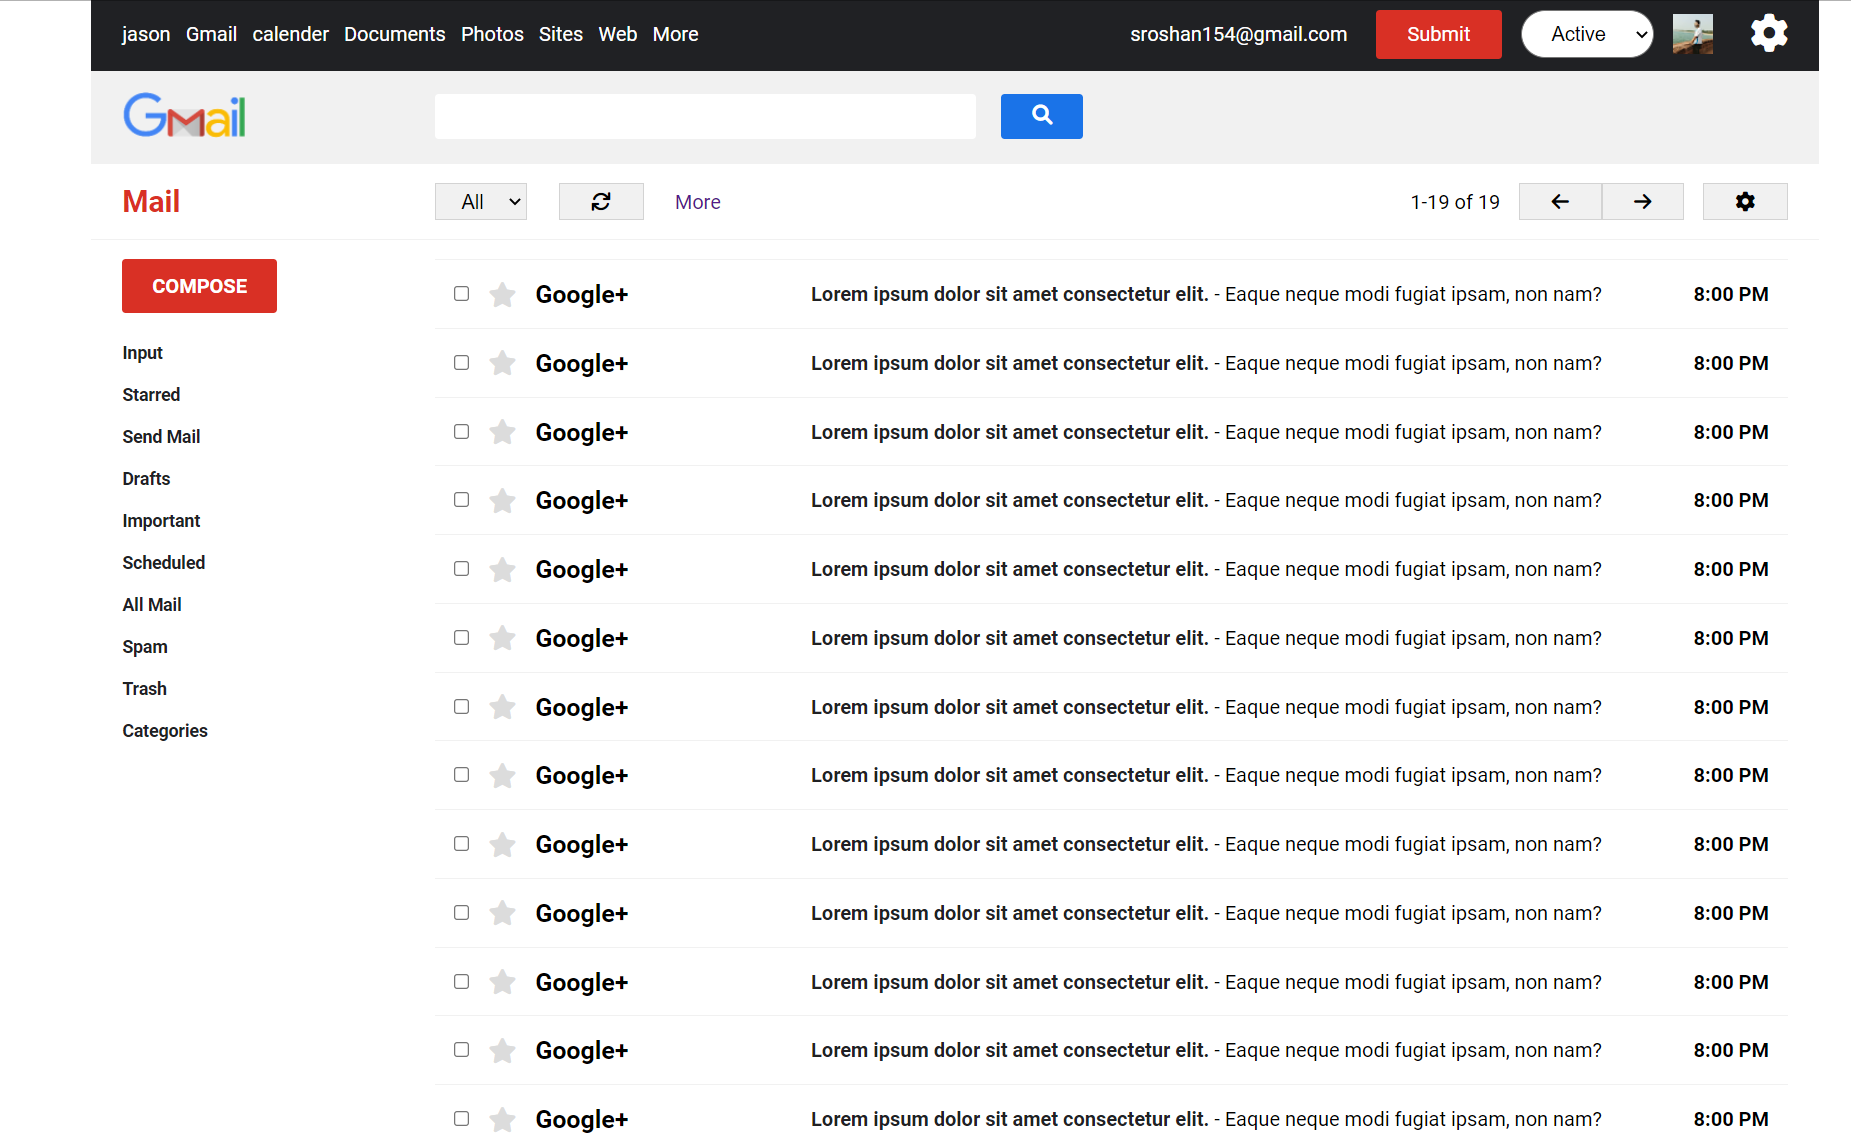 jason Gmail calender Documents Photos Sites Web More sroshan154@gmail.com Submit Active
Gmail
Mail All More 1-19 of 19
COMPOSE
Input
Starred
Send Mail
Drafts
Important
Scheduled
All Mail
Spam
Trash
Categories
Google+ Lorem ipsum dolor sit amet consectetur elit. - Eaque neque modi fugiat ipsam, non nam? 8:00 PM
Google+ Lorem ipsum dolor sit amet consectetur elit. - Eaque neque modi fugiat ipsam, non nam? 8:00 PM
Google+ Lorem ipsum dolor sit amet consectetur elit. - Eaque neque modi fugiat ipsam, non nam? 8:00 PM
Google+ Lorem ipsum dolor sit amet consectetur elit. - Eaque neque modi fugiat ipsam, non nam? 8:00 PM
Google+ Lorem ipsum dolor sit amet consectetur elit. - Eaque neque modi fugiat ipsam, non nam? 8:00 PM
Google+ Lorem ipsum dolor sit amet consectetur elit. - Eaque neque modi fugiat ipsam, non nam? 8:00 PM
Google+ Lorem ipsum dolor sit amet consectetur elit. - Eaque neque modi fugiat ipsam, non nam? 8:00 PM
Google+ Lorem ipsum dolor sit amet consectetur elit. - Eaque neque modi fugiat ipsam, non nam? 8:00 PM
Google+ Lorem ipsum dolor sit amet consectetur elit. - Eaque neque modi fugiat ipsam, non nam? 8:00 PM
Google+ Lorem ipsum dolor sit amet consectetur elit. - Eaque neque modi fugiat ipsam, non nam? 8:00 PM
Google+ Lorem ipsum dolor sit amet consectetur elit. - Eaque neque modi fugiat ipsam, non nam? 8:00 PM
Google+ Lorem ipsum dolor sit amet consectetur elit. - Eaque neque modi fugiat ipsam, non nam? 8:00 PM
Google+ Lorem ipsum dolor sit amet consectetur elit. - Eaque neque modi fugiat ipsam, non nam? 8:00 PM